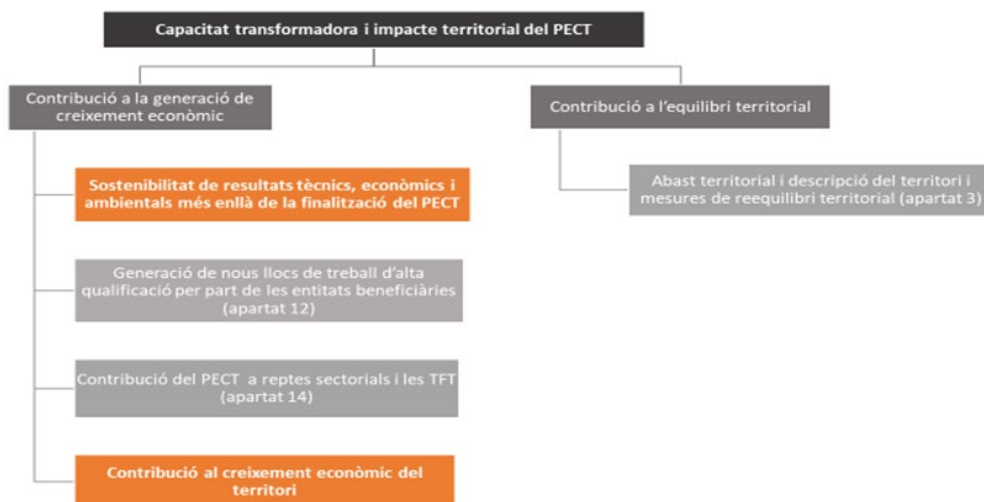 Capacitat transformadora i impacte territorial del PECT
Contribució a la generació de
creixement econòmic
Contribució a l'equilibri territorial
Sostenibilitat de resultats tècnics, econòmics i
ambientals més enllà de la finalització del PECT
Abast territorial i descripció del territori i
mesures de reequilibri territorial (apartat 3)
Generació de nous llocs de treball d'alta
qualificació per part de les entitats beneficiàries
(apartat 12)
Contribució del PECT a reptes sectorials i les TFT
(apartat 14)
Contribució al creixement econòmic del
territori